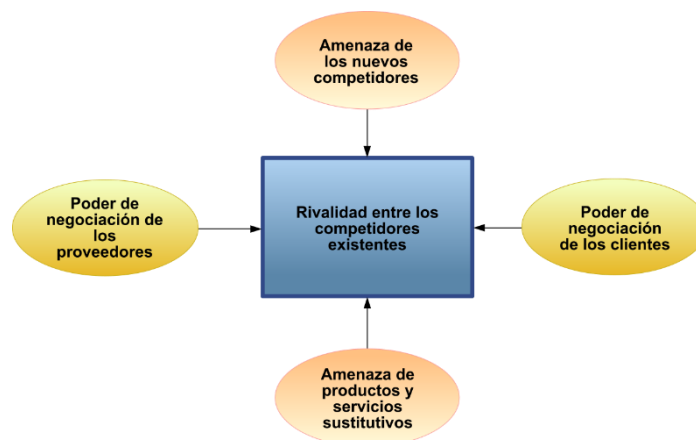 Amenaza de
los nuevos
competidores
Poder de
negociación de
los
proveedores
Rivalidad entre los
competidores
existentes
Poder de
negociación
de los clientes
Amenaza de
productos y
servicios
sustitutivos